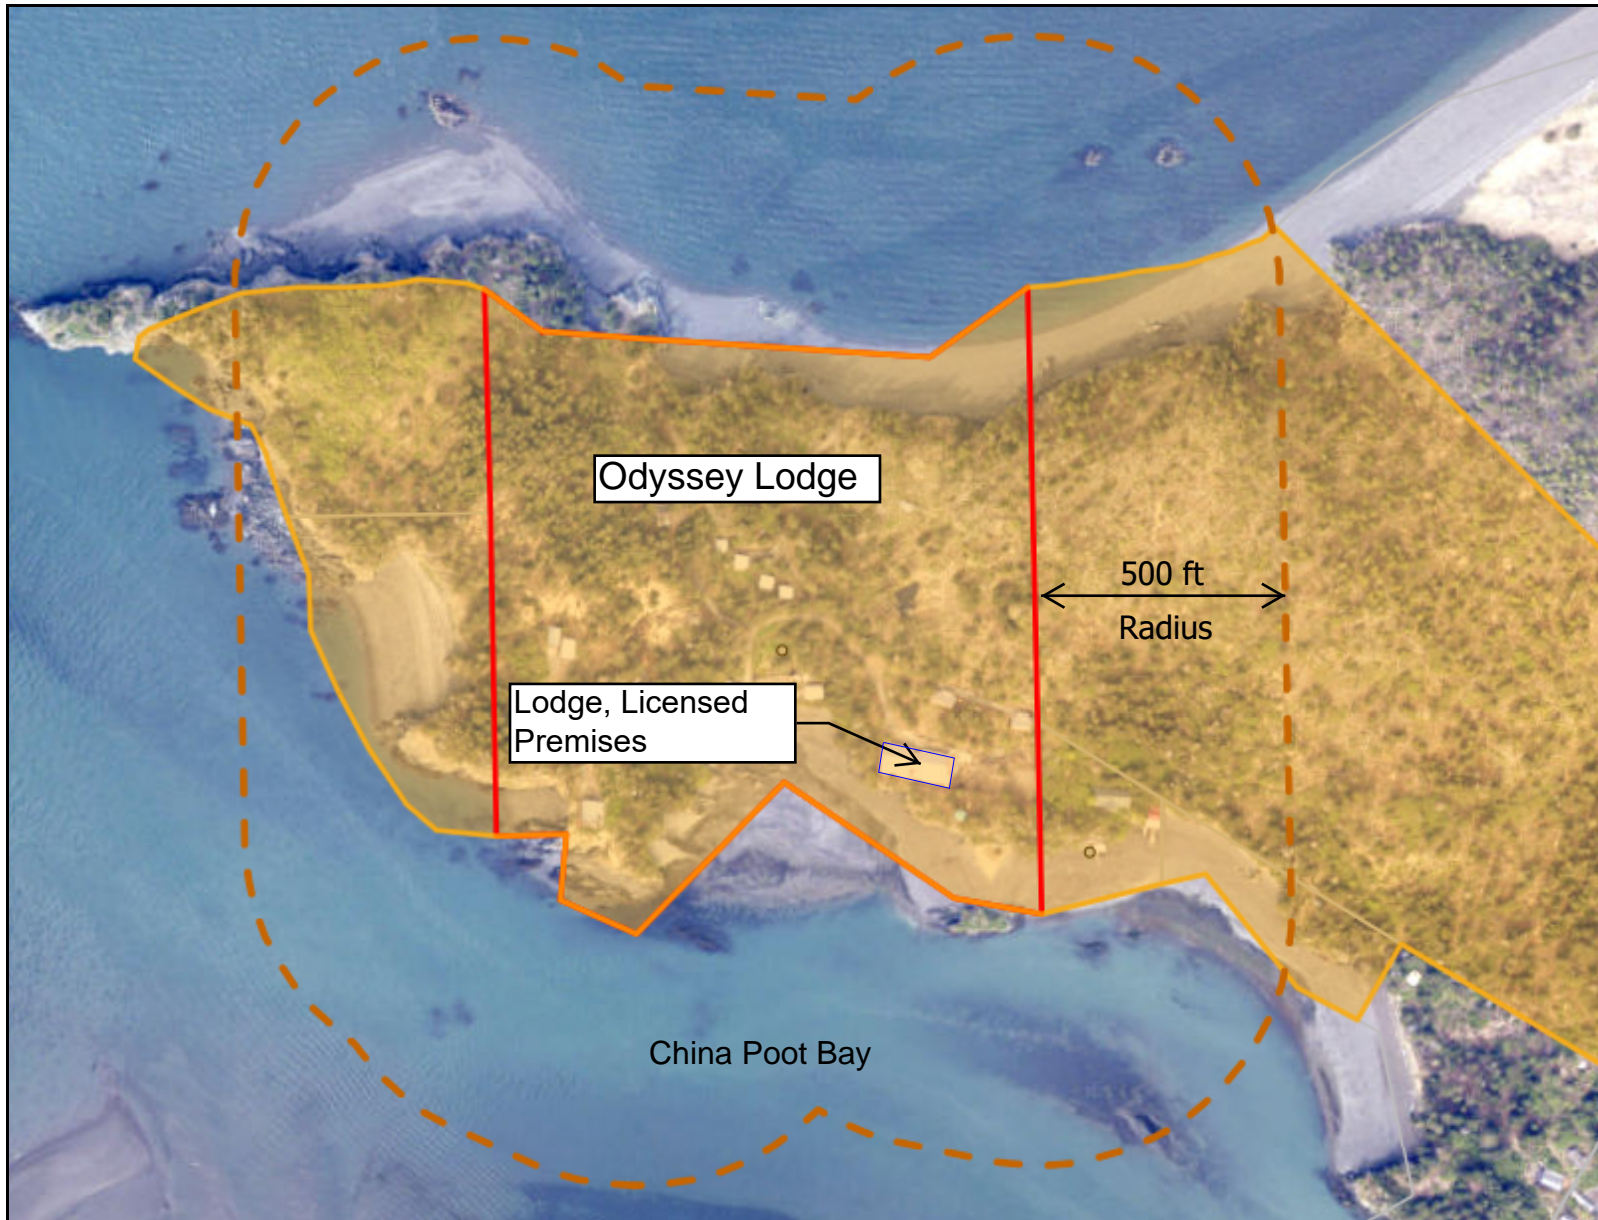 Odyssey Lodge
500 ft
Radius
Lodge, Licensed
Premises
China Poot Bay